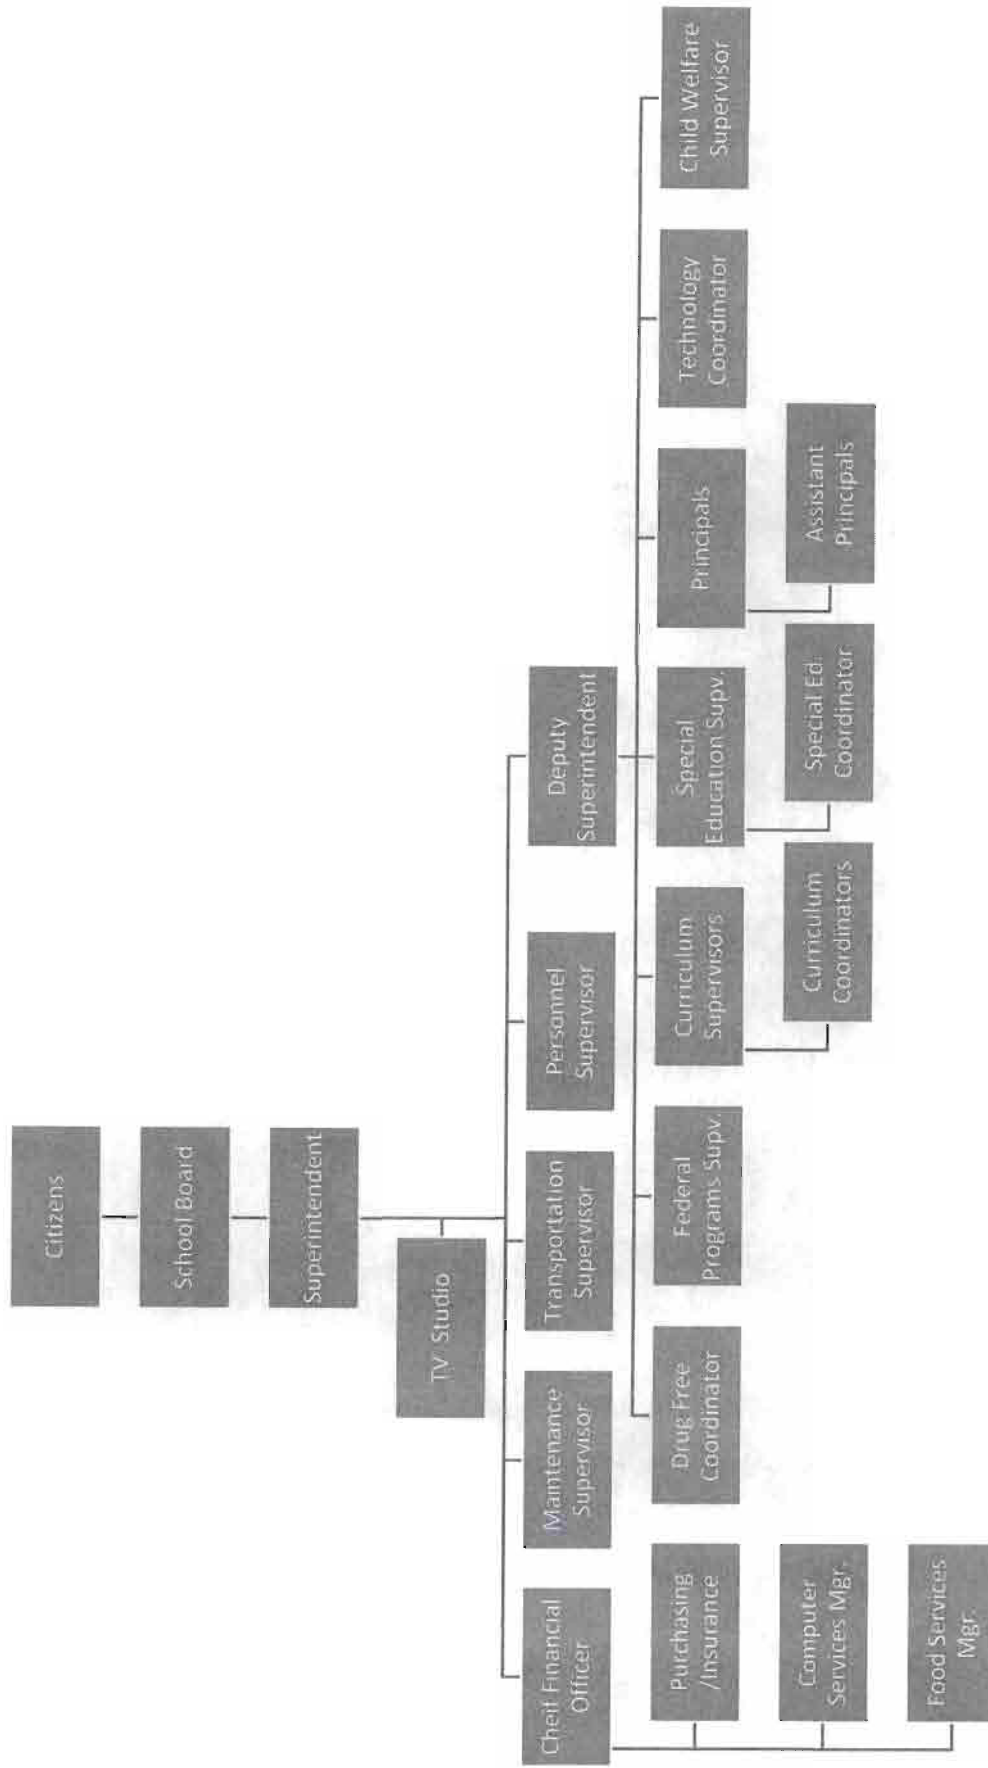 Citizens
School Board
Superintendent
TV Studio
Cheif Financial
Officer
Maintenance
Supervisor
Transportation
Supervisor
Personnel
Supervisor
Deputy
Superintendent
Purchasing
/Insurance
Computer
Services Mgr.
Food Services
Mgr.
Drug Free
Coordinator
Federal
Programs Supv.
Curriculum
Supervisors
Special
Education Supv.
Principals
Technology
Coordinator
Child Welfare
Supervisor
Curriculum
Coordinators
Special Ed.
Coordinator
Assistant
Principals